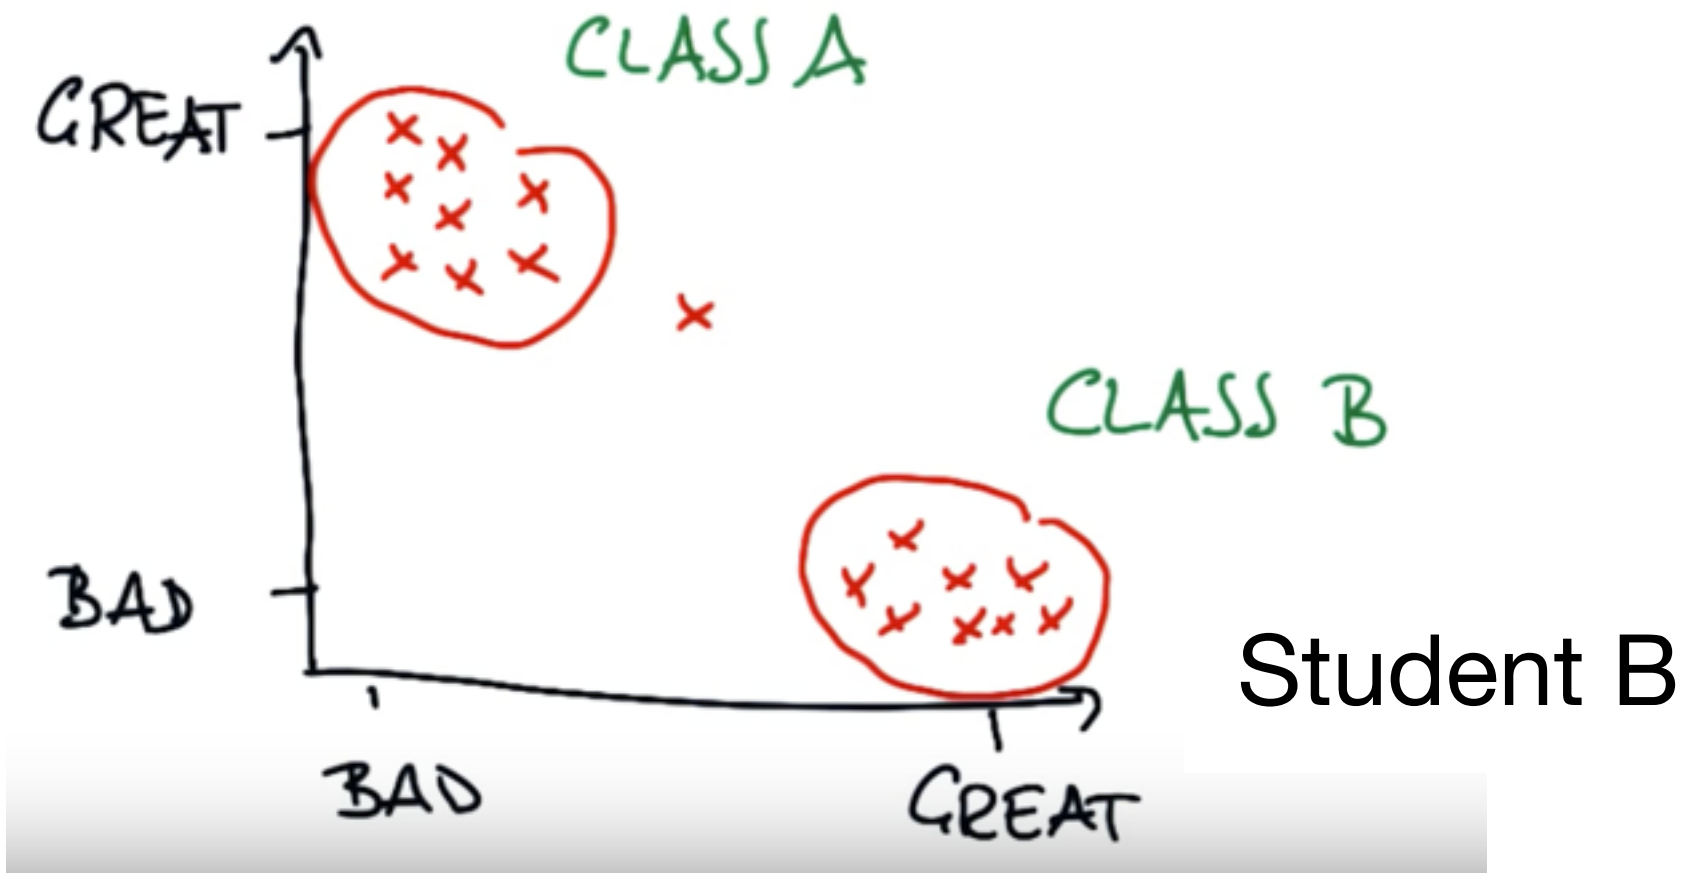 CLASS A
GREAT
CLASS B
BAD
Student B
BAD
GREAT